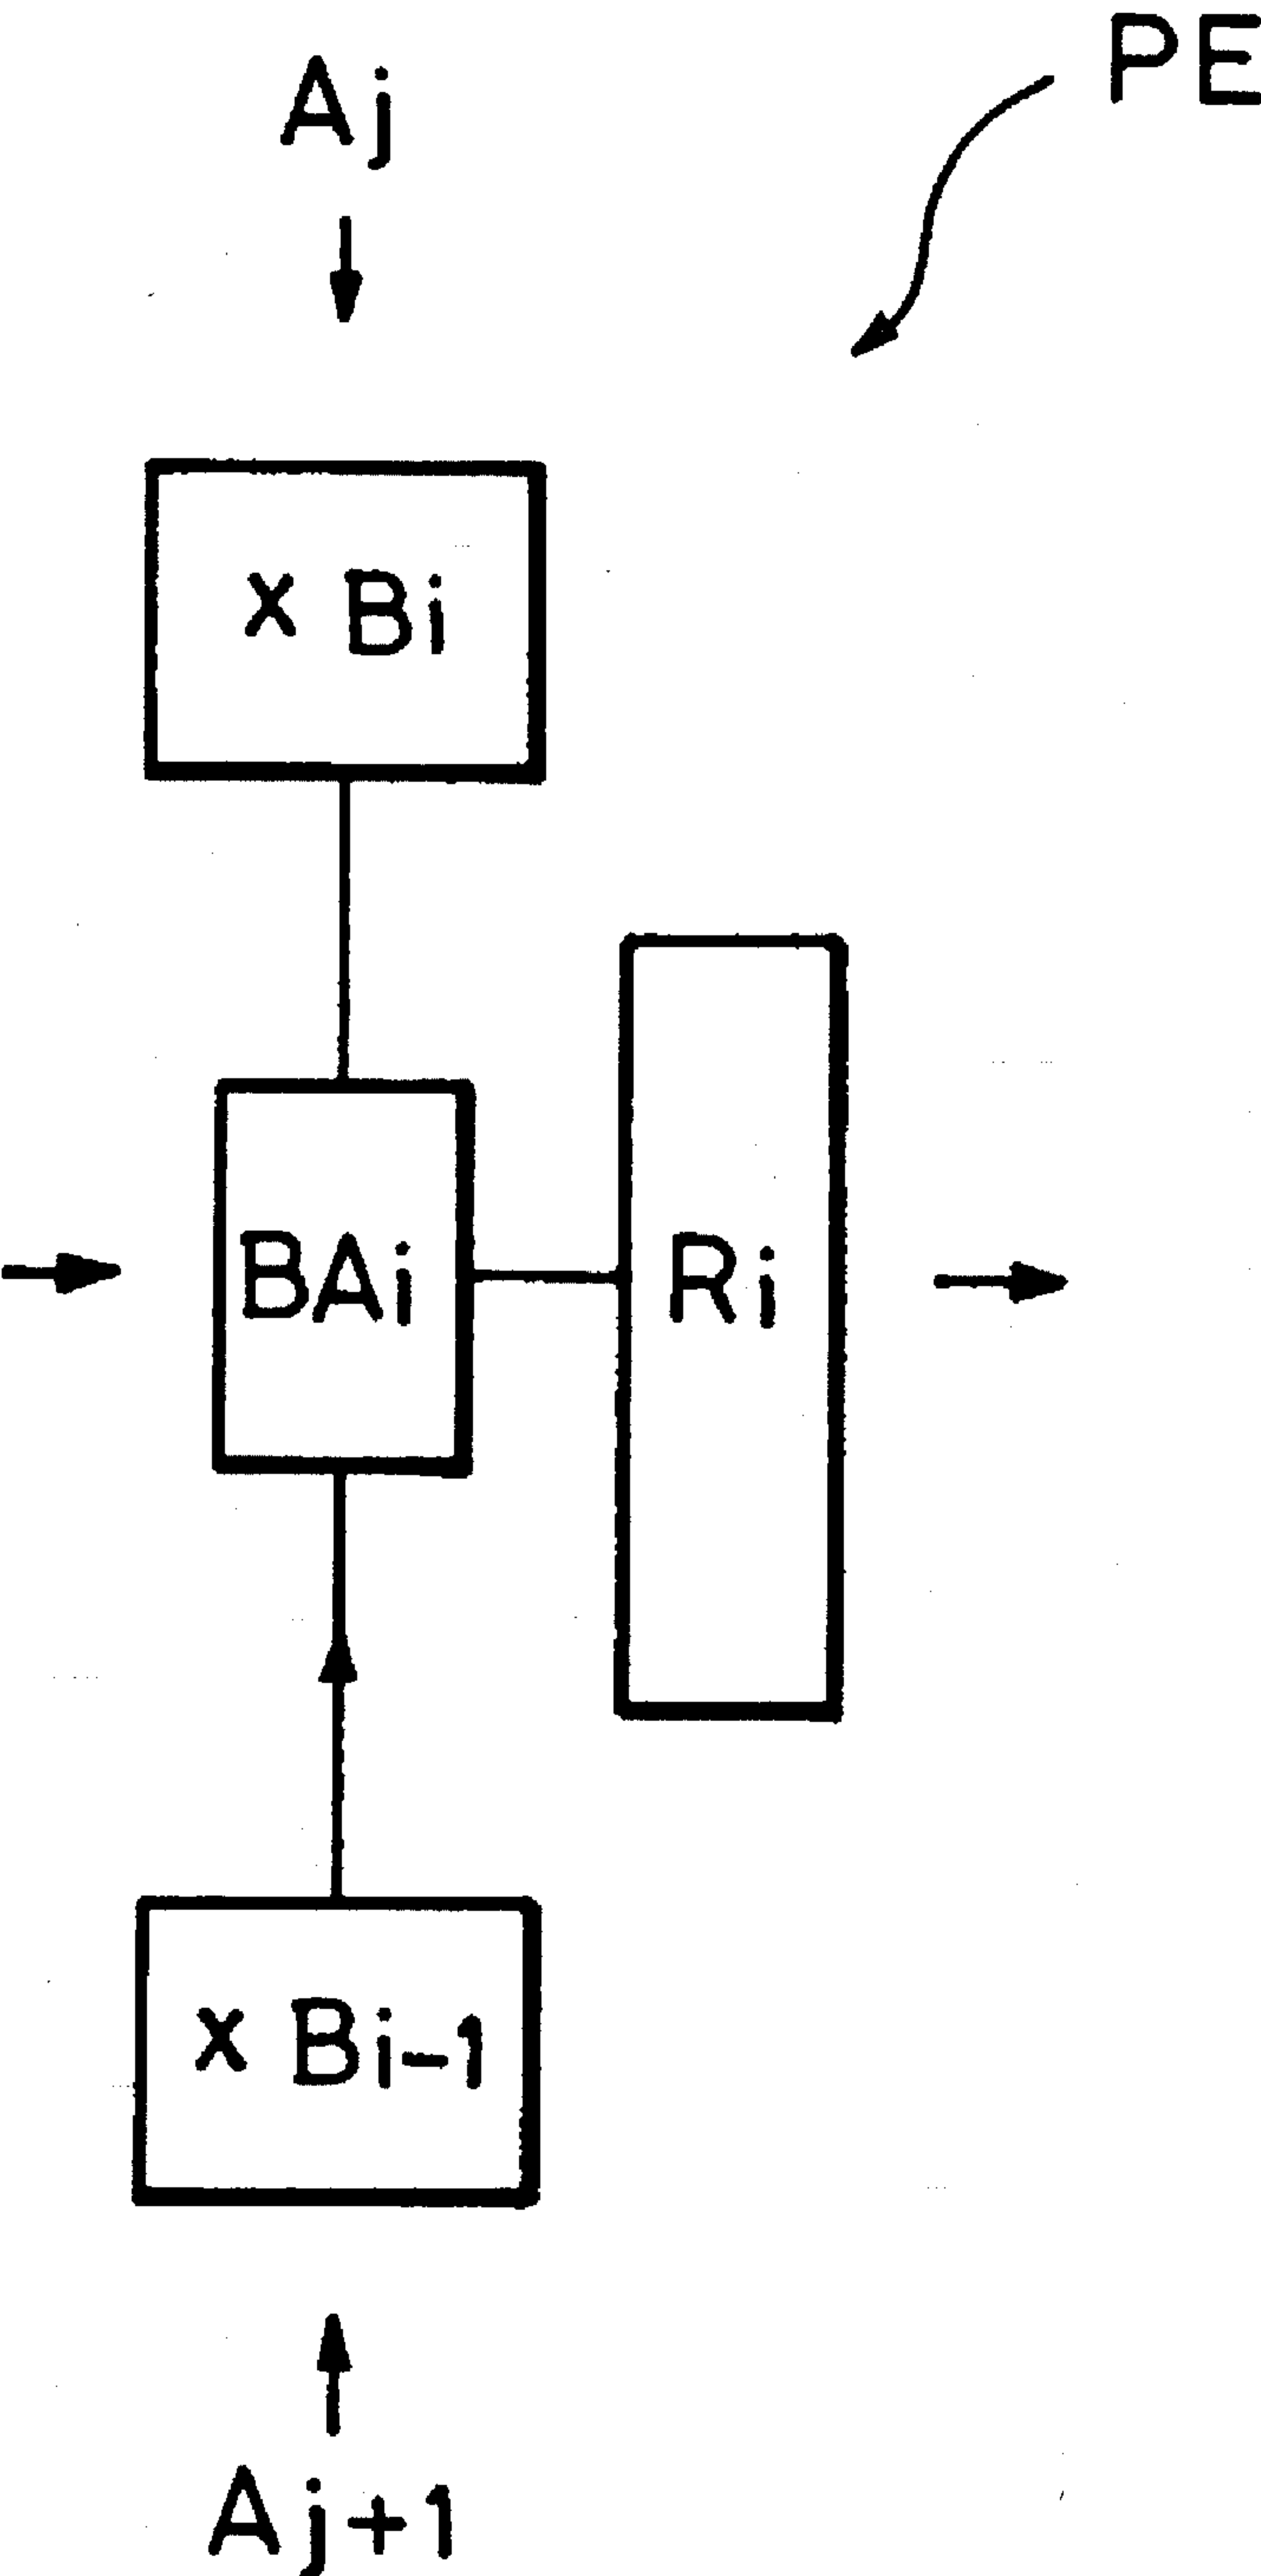 PE
Aj
x Bi
BAi
Ri
x Bi-1
Aj+1